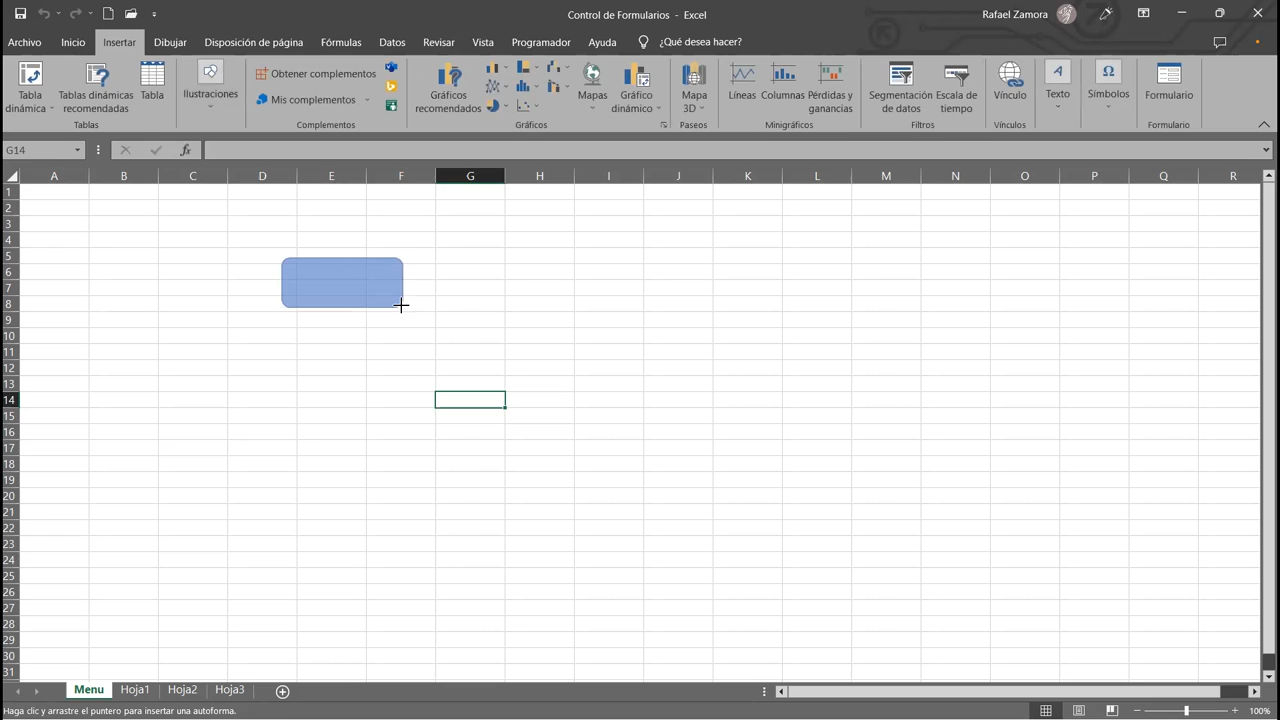 Control de Formularios - Excel
Rafael Zamora
Archivo Inicio Insertar Dibujar Disposición de página Fórmulas Datos Revisar Vista Programador Ayuda ¿Qué desea hacer?
Tabla dinámica
Tablas dinámicas recomendadas
Tabla
Tablas
Ilustraciones
Obtener complementos
Mis complementos
Complementos
Gráficos recomendados
Mapas
Gráfico dinámico
Gráficos
Mapa 3D
Paseos
Líneas
Columnas
Pérdidas y ganancias
Minigráficos
Segmentación de datos
Escala de tiempo
Filtros
Vínculo
Vínculos
Texto
Símbolos
Formulario
Formulario
G14
fx
A B C D E F G H I J K L M N O P Q R
1
2
3
4
5
6
7
8
9
10
11
12
13
14
15
16
17
18
19
20
21
22
23
24
25
26
27
28
29
30
31
Menu Hoja1 Hoja2 Hoja3
Haga clic y arrastre el puntero para insertar una autoforma.
100%